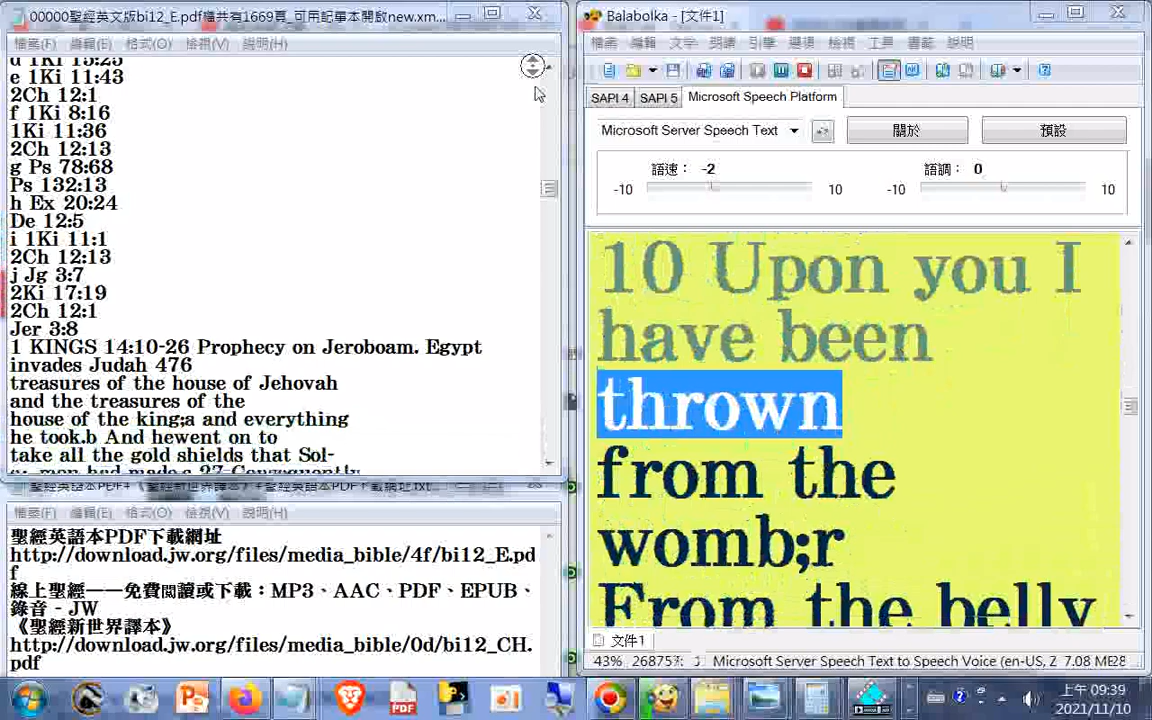 00000聖經英文版bi12_E.pdf檔共有1669頁_可用記事本開啟new.xm...
檔案(F) 編輯(E) 格式(O) 檢視(V) 說明(H)
d 1Ki 15:25
e 1Ki 11:43
2Ch 12:1
f 1Ki 8:16
1Ki 11:36
2Ch 12:13
g Ps 78:68
Ps 132:13
h Ex 20:24
De 12:5
i 1Ki 11:1
2Ch 12:13
j Jg 3:7
2Ki 17:19
2Ch 12:1
Jer 3:8
1 KINGS 14:10-26 Prophecy on Jeroboam. Egypt
invades Judah 476
treasures of the house of Jehovah
and the treasures of the
house of the king;a and everything
he took.b And hewent on to
take all the gold shields that Sol-
mon had made.c 27 Consequently
檔案(F) 編輯(E) 格式(O) 檢視(V) 說明(H)
聖經英語本PDF下載網址
http://download.jw.org/files/media_bible/4f/bi12_E.pd
f
線上聖經——免費閱讀或下載：MP3、AAC、PDF、EPUB、
錄音 - JW
《聖經新世界譯本》
http://download.jw.org/files/media_bible/0d/bi12_CH.
pdf
Balabolka - [文件1]
檔案 編輯 文字 朗讀 引擎 選項 檢視 工具 書籤 說明
SAPI 4 SAPI 5 Microsoft Speech Platform
Microsoft Server Speech Text 關於 預設
語速： -2 語調： 0
-10 10 -10 10
10 Upon you I
have been
thrown
from the
womb;r
From the belly
文件1
43% Microsoft Server Speech Text to Speech Voice (en-US, Z 7.08 ME
PDF
上午 09:39
2021/11/10